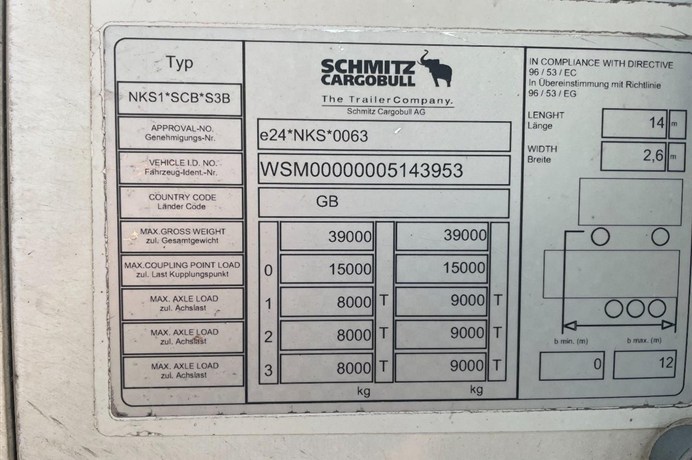 Typ
NKS1*SCB*S3B
SCHMITZ
CARGOBULL
The TrailerCompany.
Schmitz Cargobull AG
IN COMPLIANCE WITH DIRECTIVE
96 / 53 / EC
In Übereinstimmung mit Richtlinie
96 / 53 / EG
APPROVAL-NO.
Genehmigungs-Nr.
e24*NKS*0063
LENGHT
Länge
14 m
WIDTH
Breite
2,6 m
VEHICLE I.D. NO.
Fahrzeug-Ident.-Nr.
WSM00000005143953
COUNTRY CODE
Länder Code
GB
MAX.GROSS WEIGHT
zul. Gesamtgewicht
39000 39000
MAX.COUPLING POINT LOAD
zul. Last Kupplungspunkt
0 15000 15000
MAX. AXLE LOAD
zul. Achslast
1 8000 T 9000 T
MAX. AXLE LOAD
zul. Achslast
2 8000 T 9000 T
MAX. AXLE LOAD
zul. Achslast
3 8000 T 9000 T
kg kg
b min. (m) b max. (m)
0 12